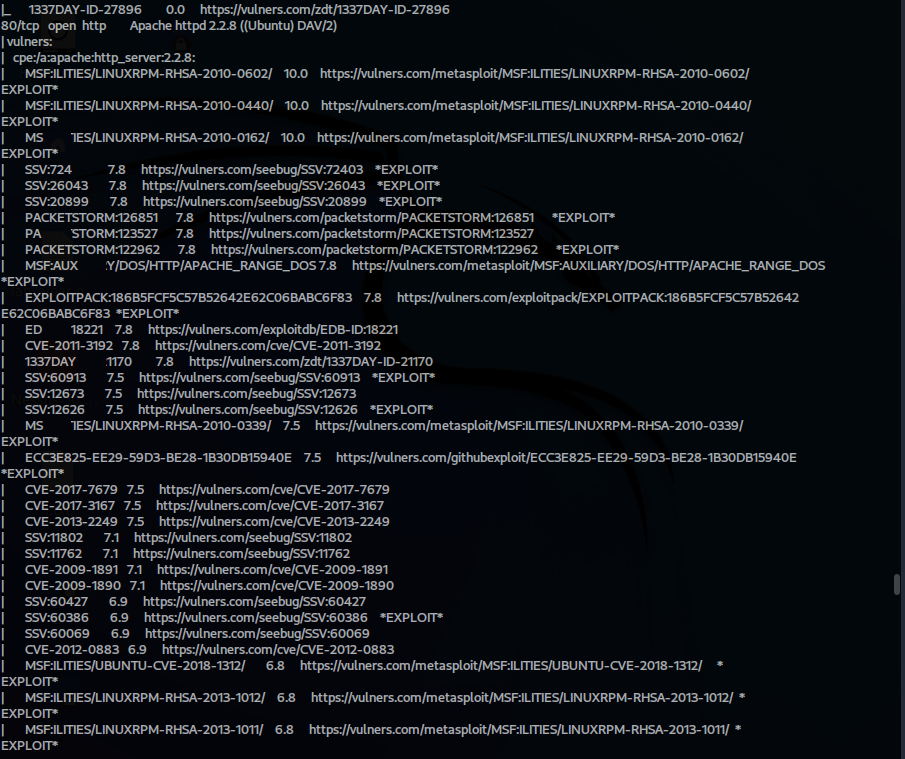 |_ 1337DAY-ID-27896 0.0 https://vulners.com/zdt/1337DAY-ID-27896
80/tcp open http Apache httpd 2.2.8 ((Ubuntu) DAV/2)
| vulners:
| cpe:/a:apache:http_server:2.2.8:
| MSF:ILITIES/LINUXRPM-RHSA-2010-0602/ 10.0 https://vulners.com/metasploit/MSF:ILITIES/LINUXRPM-RHSA-2010-0602/
EXPLOIT*
| MSF:ILITIES/LINUXRPM-RHSA-2010-0440/ 10.0 https://vulners.com/metasploit/MSF:ILITIES/LINUXRPM-RHSA-2010-0440/
EXPLOIT*
| MS IES/LINUXRPM-RHSA-2010-0162/ 10.0 https://vulners.com/metasploit/MSF:ILITIES/LINUXRPM-RHSA-2010-0162/
EXPLOIT*
| SSV:724 7.8 https://vulners.com/seebug/SSV:72403 *EXPLOIT*
| SSV:26043 7.8 https://vulners.com/seebug/SSV:26043 *EXPLOIT*
| SSV:20899 7.8 https://vulners.com/seebug/SSV:20899 *EXPLOIT*
| PACKETSTORM:126851 7.8 https://vulners.com/packetstorm/PACKETSTORM:126851 *EXPLOIT*
| PA STORM:123527 7.8 https://vulners.com/packetstorm/PACKETSTORM:123527
| PACKETSTORM:122962 7.8 https://vulners.com/packetstorm/PACKETSTORM:122962 *EXPLOIT*
| MSF:AUX Y/DOS/HTTP/APACHE_RANGE_DOS 7.8 https://vulners.com/metasploit/MSF:AUXILIARY/DOS/HTTP/APACHE_RANGE_DOS
*EXPLOIT*
| EXPLOITPACK:186B5FCF5C57B52642E62C06BABC6F83 7.8 https://vulners.com/exploitpack/EXPLOITPACK:186B5FCF5C57B52642
E62C06BABC6F83 *EXPLOIT*
| ED 18221 7.8 https://vulners.com/exploitdb/EDB-ID:18221
| CVE-2011-3192 7.8 https://vulners.com/cve/CVE-2011-3192
| 1337DAY 1170 7.8 https://vulners.com/zdt/1337DAY-ID-21170
| SSV:60913 7.5 https://vulners.com/seebug/SSV:60913 *EXPLOIT*
| SSV:12673 7.5 https://vulners.com/seebug/SSV:12673
| SSV:12626 7.5 https://vulners.com/seebug/SSV:12626 *EXPLOIT*
| MS IES/LINUXRPM-RHSA-2010-0339/ 7.5 https://vulners.com/metasploit/MSF:ILITIES/LINUXRPM-RHSA-2010-0339/
EXPLOIT*
| ECC3E825-EE29-59D3-BE28-1B30DB15940E 7.5 https://vulners.com/githubexploit/ECC3E825-EE29-59D3-BE28-1B30DB15940E
*EXPLOIT*
| CVE-2017-7679 7.5 https://vulners.com/cve/CVE-2017-7679
| CVE-2017-3167 7.5 https://vulners.com/cve/CVE-2017-3167
| CVE-2013-2249 7.5 https://vulners.com/cve/CVE-2013-2249
| SSV:11802 7.1 https://vulners.com/seebug/SSV:11802
| SSV:11762 7.1 https://vulners.com/seebug/SSV:11762
| CVE-2009-1891 7.1 https://vulners.com/cve/CVE-2009-1891
| CVE-2009-1890 7.1 https://vulners.com/cve/CVE-2009-1890
| SSV:60427 6.9 https://vulners.com/seebug/SSV:60427
| SSV:60386 6.9 https://vulners.com/seebug/SSV:60386 *EXPLOIT*
| SSV:60069 6.9 https://vulners.com/seebug/SSV:60069
| CVE-2012-0883 6.9 https://vulners.com/cve/CVE-2012-0883
| MSF:ILITIES/UBUNTU-CVE-2018-1312/ 6.8 https://vulners.com/metasploit/MSF:ILITIES/UBUNTU-CVE-2018-1312/ *
EXPLOIT*
| MSF:ILITIES/LINUXRPM-RHSA-2013-1012/ 6.8 https://vulners.com/metasploit/MSF:ILITIES/LINUXRPM-RHSA-2013-1012/ *
EXPLOIT*
| MSF:ILITIES/LINUXRPM-RHSA-2013-1011/ 6.8 https://vulners.com/metasploit/MSF:ILITIES/LINUXRPM-RHSA-2013-1011/ *
EXPLOIT*